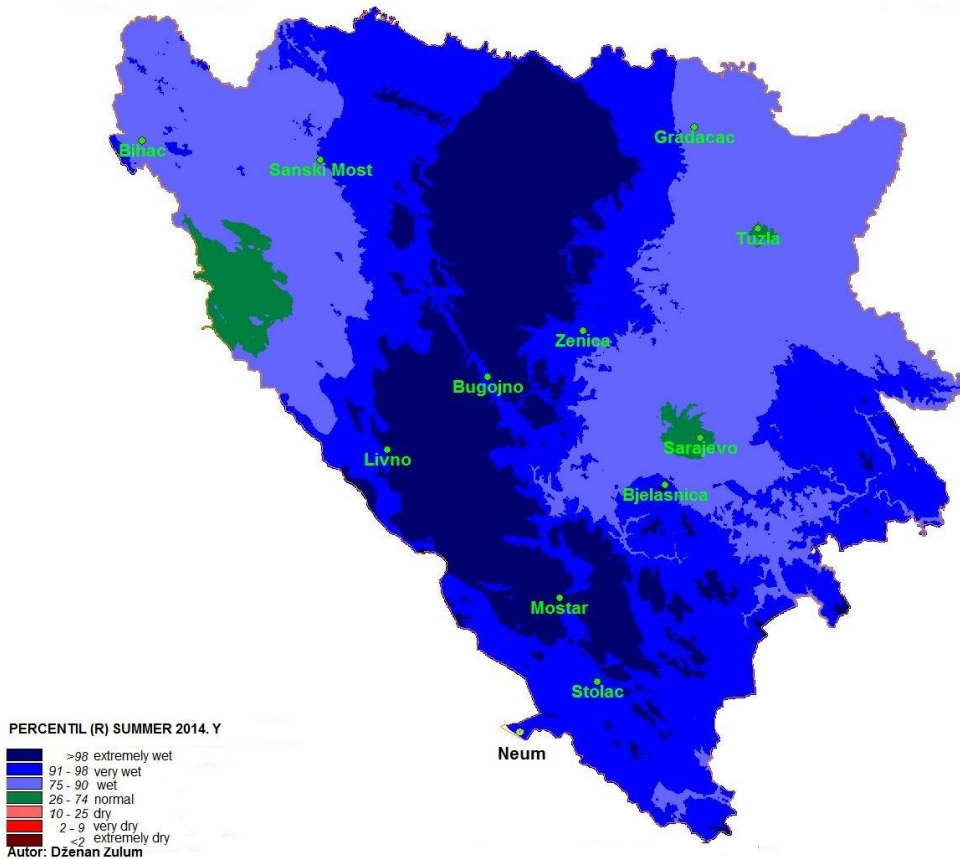 Bihac
Sanski Most
Gradacac
Tuzla
Zenica
Bugojno
Livno
Sarajevo
Bjelasnica
Mostar
Stolac
Neum
PERCENTIL (R) SUMMER 2014. Y
>98 extremely wet
91 - 98 very wet
75 - 90 wet
26 - 74 normal
10 - 25 dry
2 - 9 very dry
<2 extremely dry
Autor: Dženan Zulum